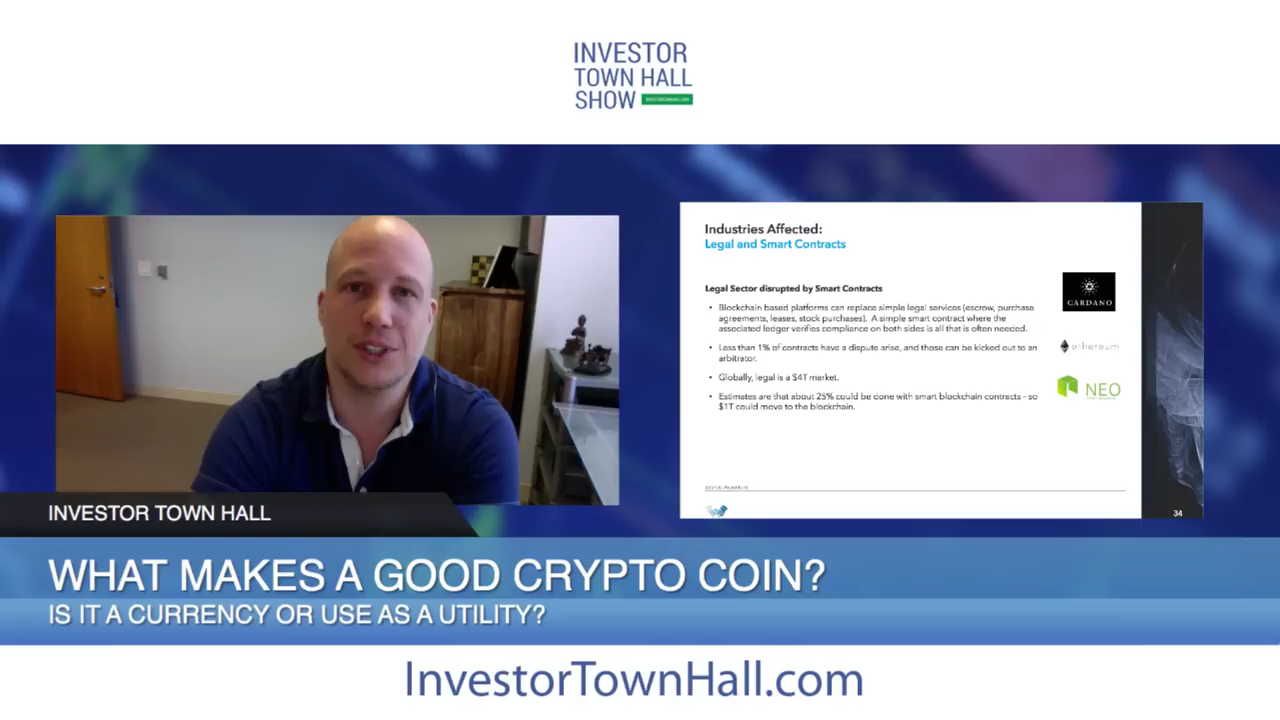 INVESTOR
TOWN HALL
SHOW INVESTORTOWNHALL.COM
Industries Affected:
Legal and Smart Contracts
Legal Sector disrupted by Smart Contracts
• Blockchain based platforms can replace simple legal services (escrow, purchase
agreements, leases, stock purchases). A simple smart contract where the
associated ledger verifies compliance on both sides is all that is often needed.
• Less than 1% of contracts have a dispute arise, and those can be kicked out to an
arbitrator.
• Globally, legal is a $4T market.
• Estimates are that about 25% could be done with smart blockchain contracts - so
$1T could move to the blockchain.
CARDANO
ethereum
NEO
34
INVESTOR TOWN HALL
WHAT MAKES A GOOD CRYPTO COIN?
IS IT A CURRENCY OR USE AS A UTILITY?
InvestorTownHall.com